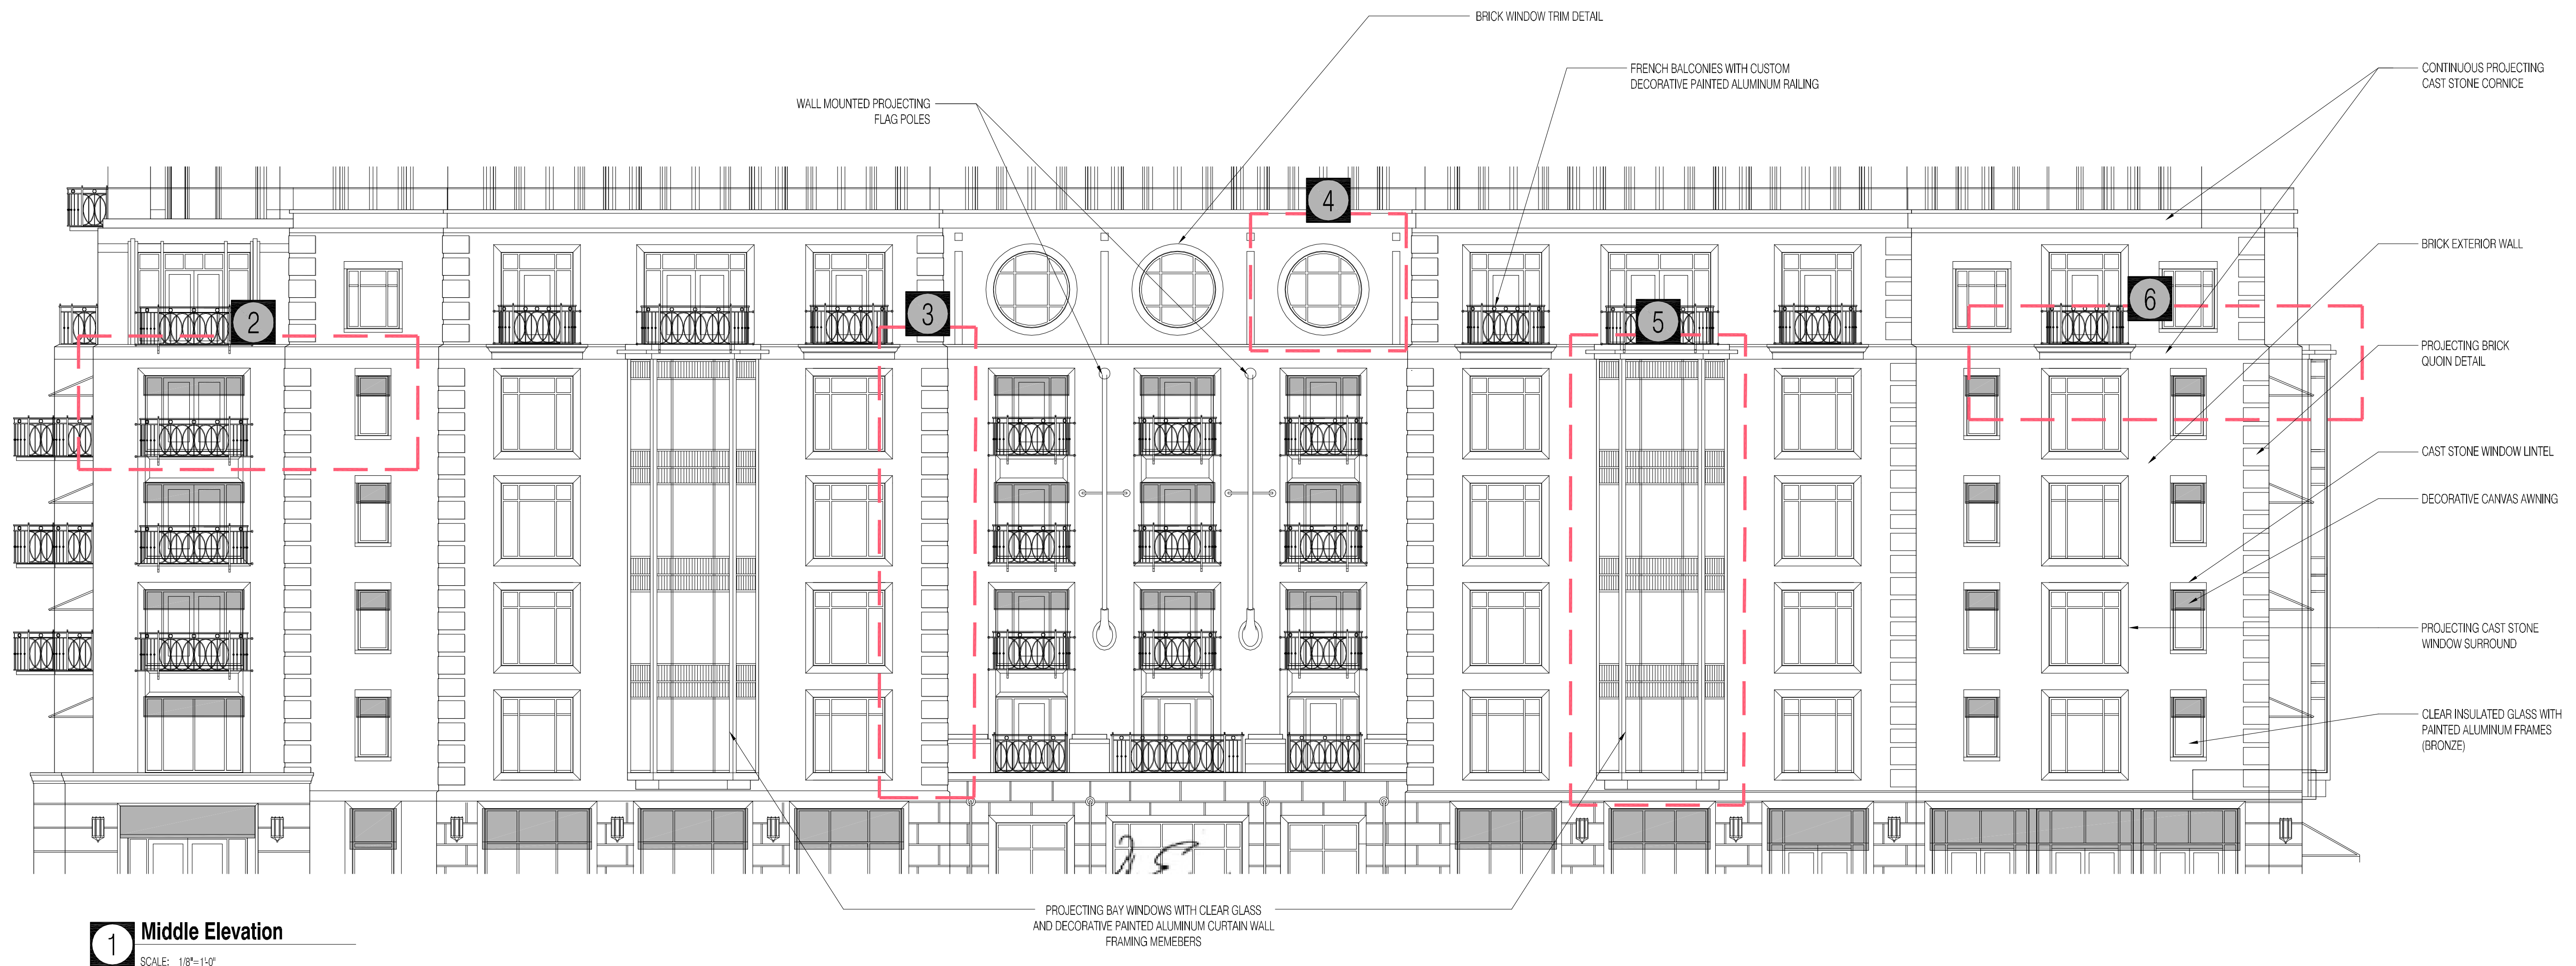 BRICK WINDOW TRIM DETAIL
FRENCH BALCONIES WITH CUSTOM
DECORATIVE PAINTED ALUMINUM RAILING
CONTINUOUS PROJECTING
CAST STONE CORNICE
WALL MOUNTED PROJECTING
FLAG POLES
4
BRICK EXTERIOR WALL
2
3
5
6
PROJECTING BRICK
QUOIN DETAIL
CAST STONE WINDOW LINTEL
DECORATIVE CANVAS AWNING
PROJECTING CAST STONE
WINDOW SURROUND
CLEAR INSULATED GLASS WITH
PAINTED ALUMINUM FRAMES
(BRONZE)
PROJECTING BAY WINDOWS WITH CLEAR GLASS
AND DECORATIVE PAINTED ALUMINUM CURTAIN WALL
FRAMING MEMEBERS
1 Middle Elevation
SCALE: 1/8"=1'-0"